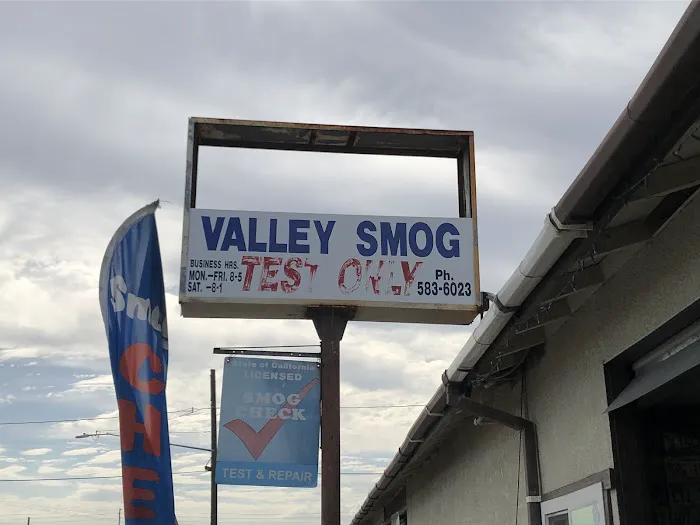 VALLEY SMOG
BUSINESS HRS.
MON.-FRI. 8-5
SAT. -8-1
TEST ONLY
Ph.
583-6023
Smog
CHE
State of California
LICENSED
SMOG
CHECK
TEST & REPAIR